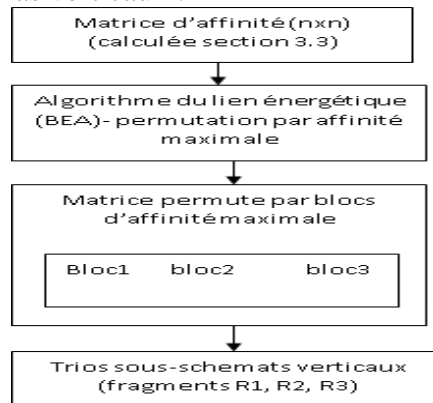 Matrice d’affinité(nxn)
(calculée section 3.3)
Algorithme du lien énergétique
(BEA)- permutation par affinité
maximale
Matrice permute par blocs
d’affinité maximale
Bloc1 bloc2 bloc3
Trios sous-schemats verticaux
(fragments R1, R2, R3)